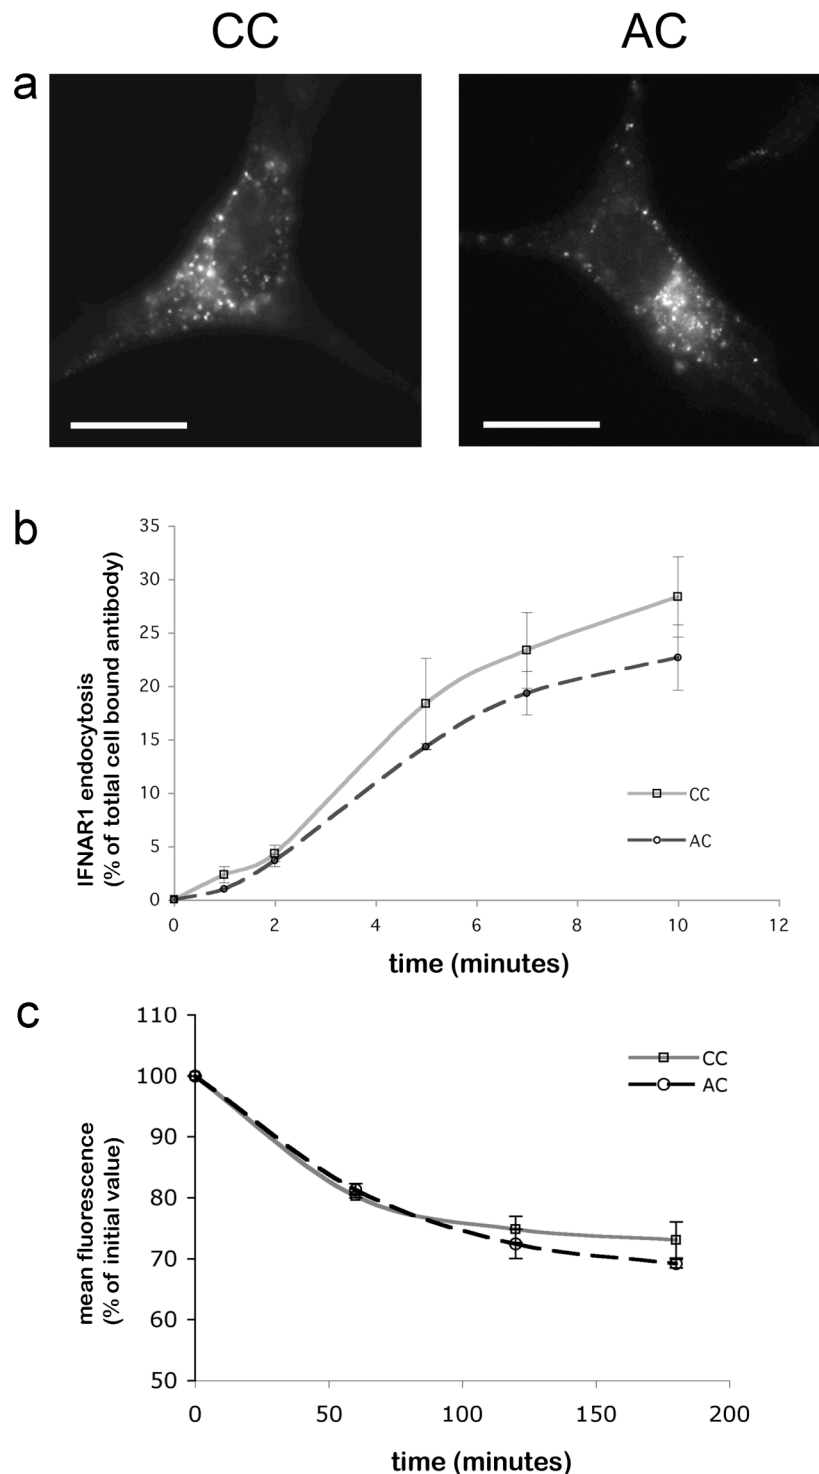 CC
AC
a
b
IFNAR1 endocytosis
(% of totlal cell bound antibody)
35
30
25
20
15
10
5
0
CC
AC
0
2
4
6
8
10
12
time (minutes)
c
mean fluorescence
(% of initial value)
110
100
90
80
70
60
50
CC
AC
0
50
100
150
200
time (minutes)